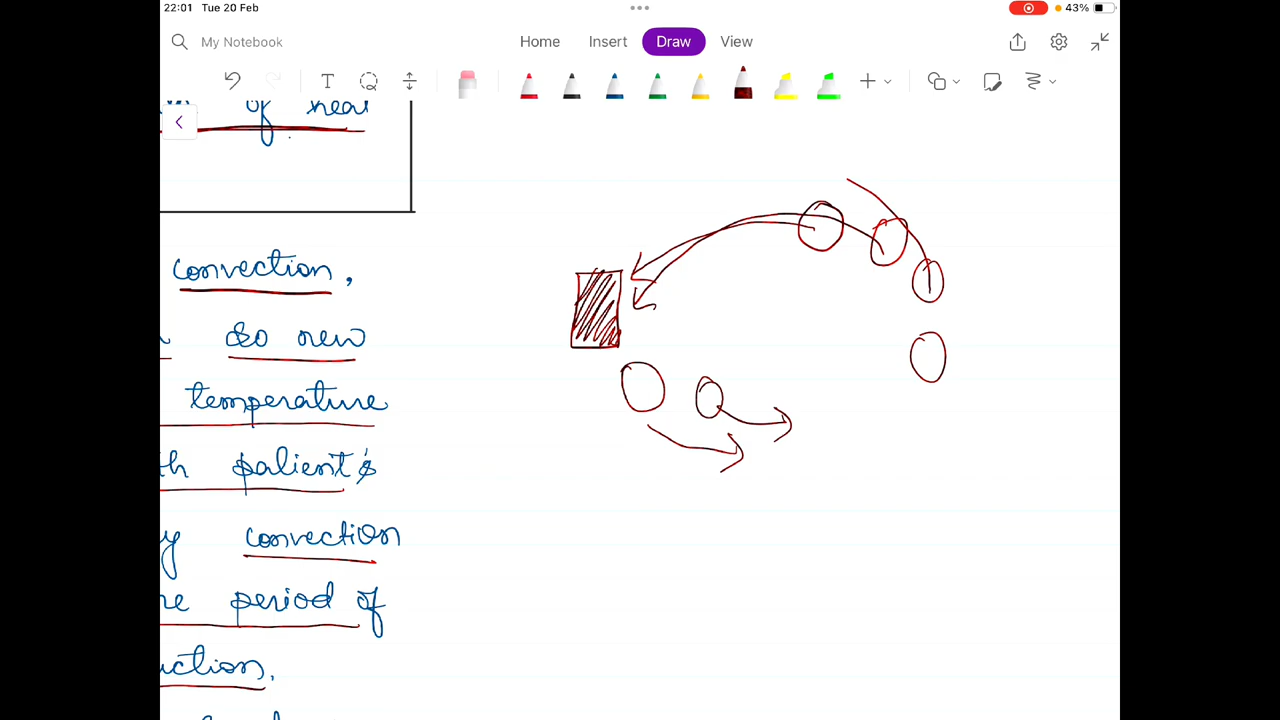 22:01 Tue 20 Feb
43%
My Notebook
Home Insert Draw View
of heat
convection,
so new
temperature
patient's
convection
period of